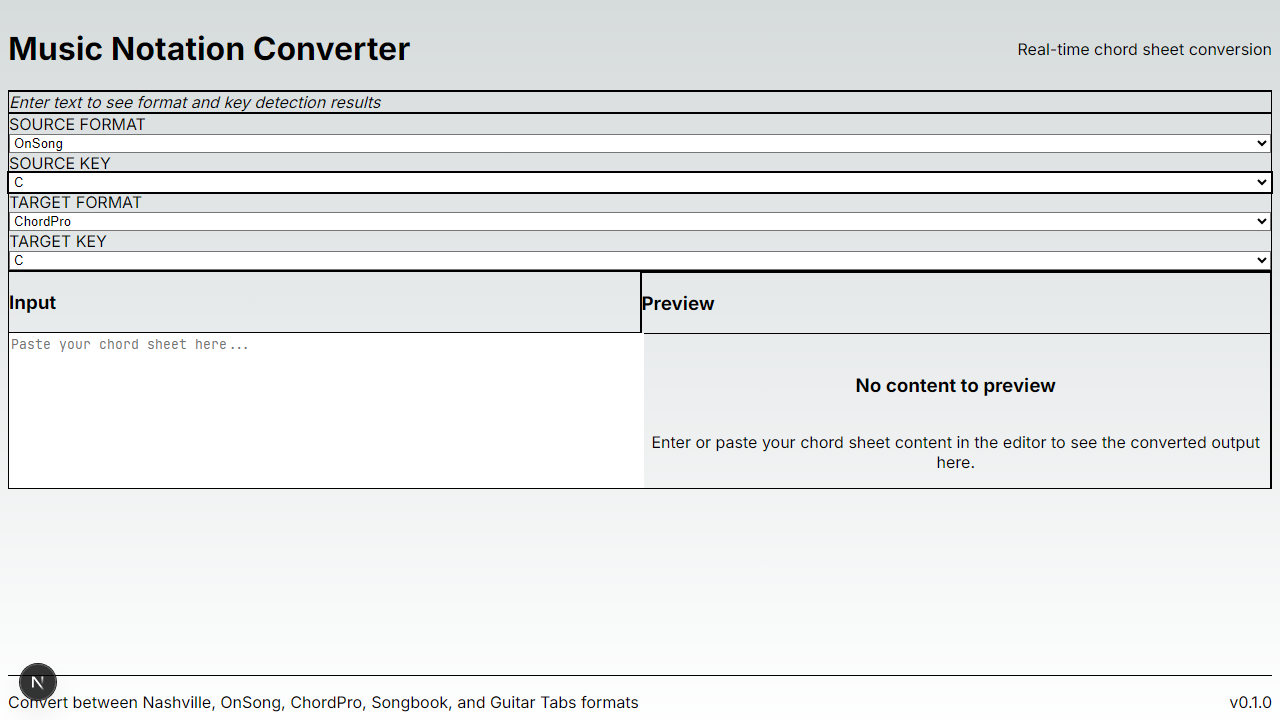 Music Notation Converter
Real-time chord sheet conversion
Enter text to see format and key detection results
SOURCE FORMAT
OnSong
SOURCE KEY
C
TARGET FORMAT
ChordPro
TARGET KEY
C
Input
Paste your chord sheet here...
Preview
No content to preview
Enter or paste your chord sheet content in the editor to see the converted output
here.
N
Convert between Nashville, OnSong, ChordPro, Songbook, and Guitar Tabs formats
v0.1.0